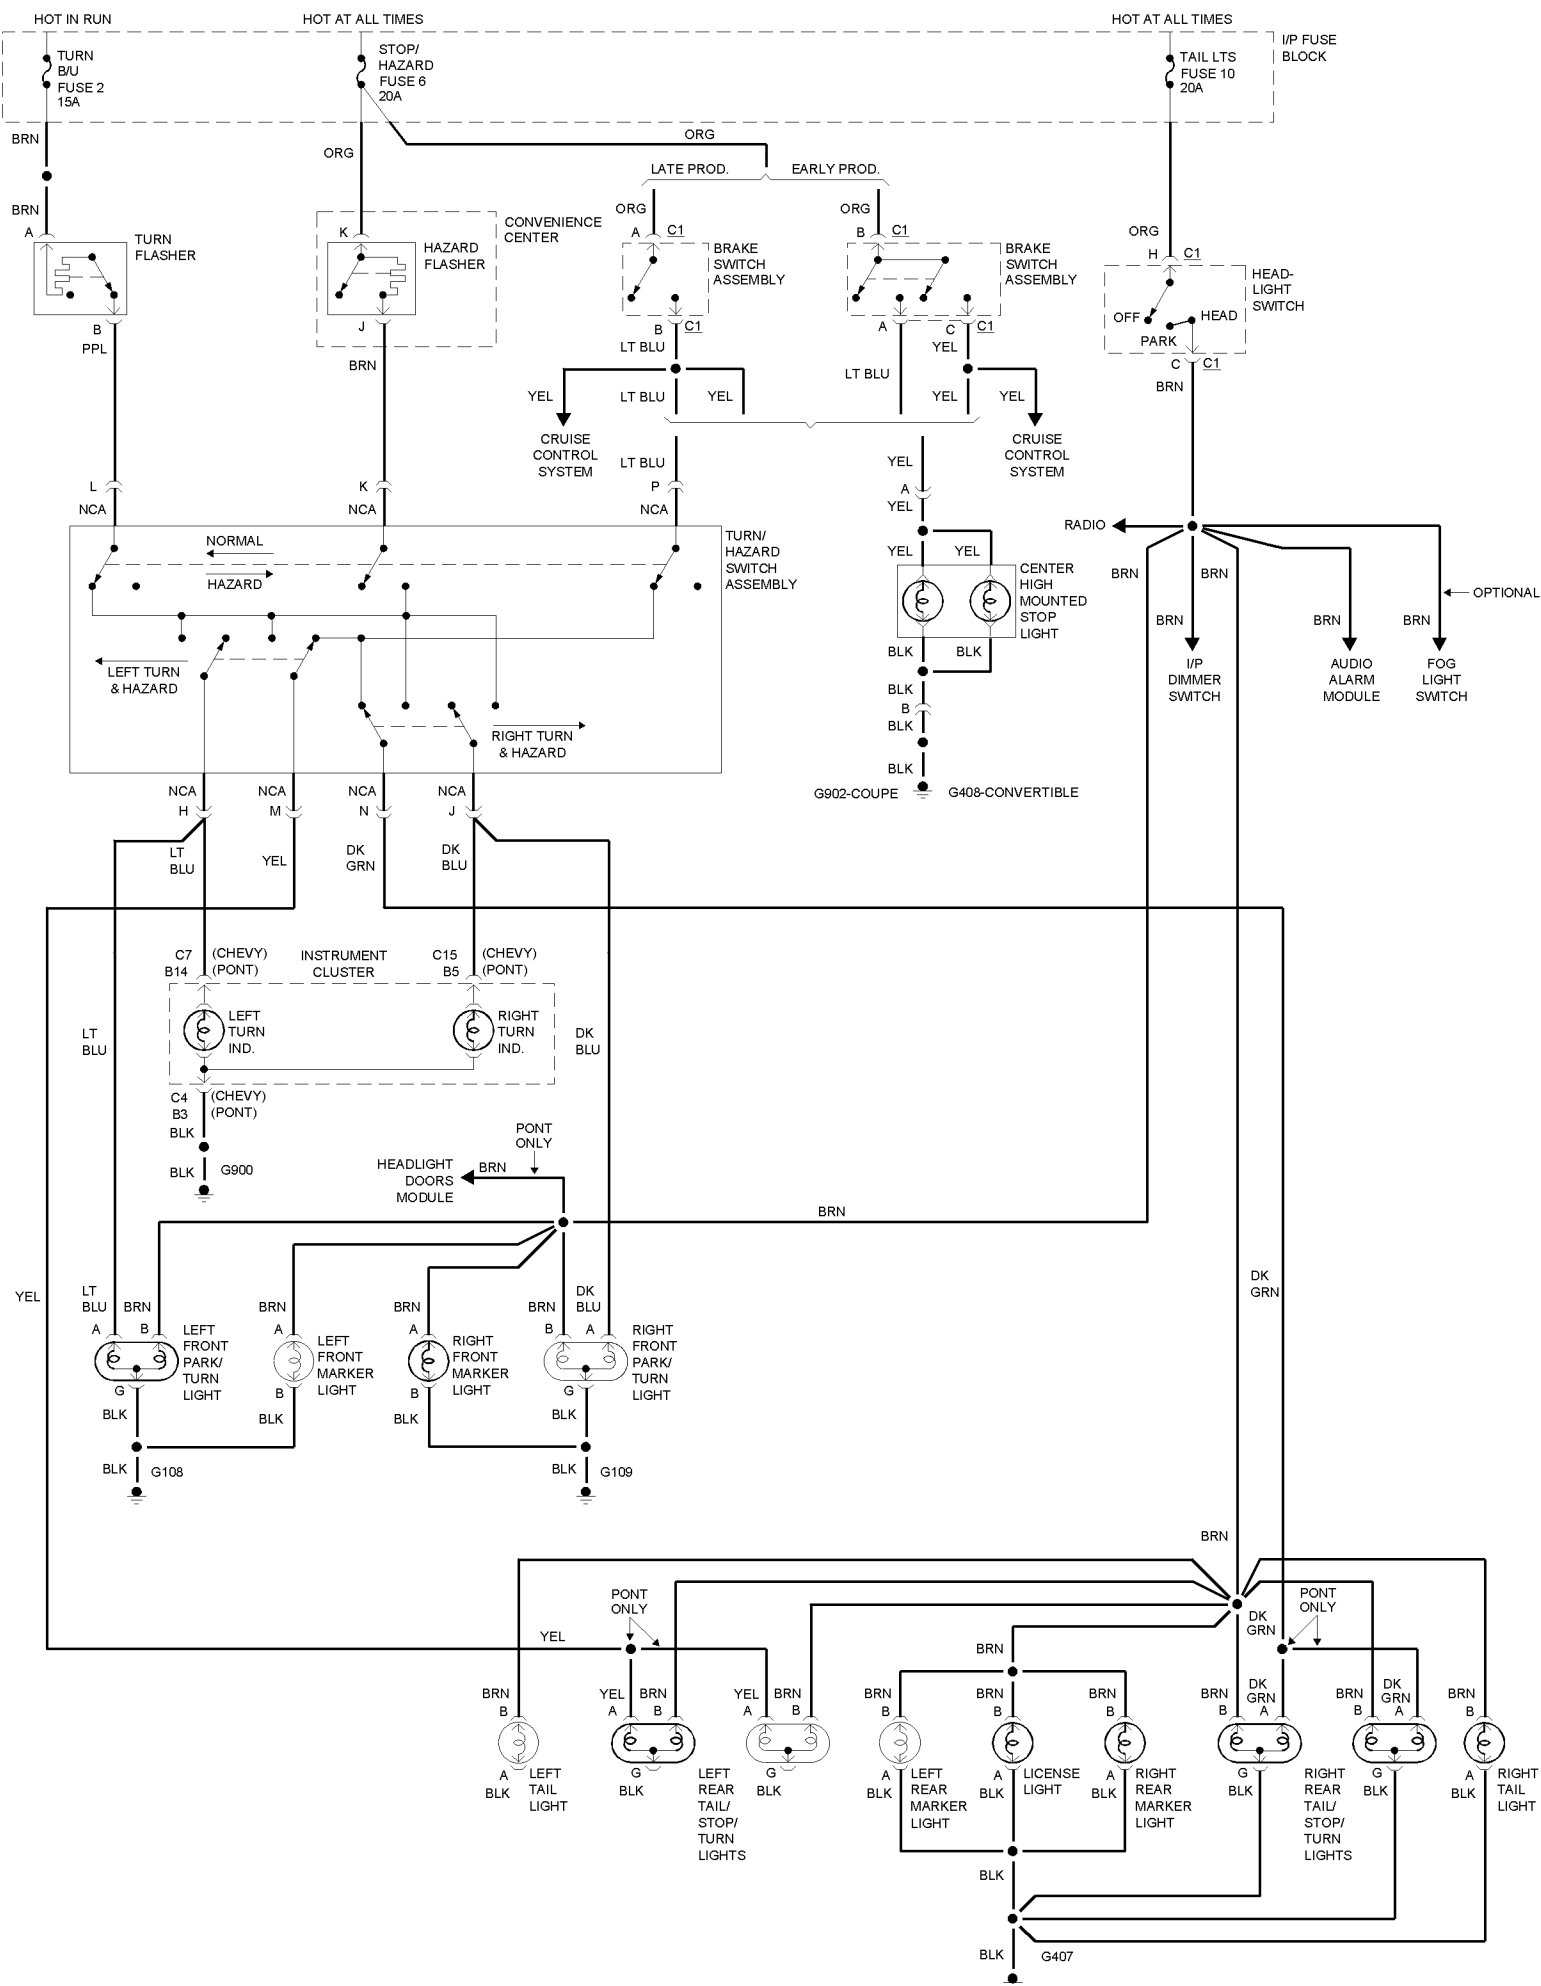 HOT IN RUN
HOT AT ALL TIMES
HOT AT ALL TIMES
I/P FUSE
BLOCK
TURN
B/U
FUSE 2
15A
STOP/
HAZARD
FUSE 6
20A
TAIL LTS
FUSE 10
20A
BRN
ORG
ORG
LATE PROD.
EARLY PROD.
BRN
ORG
ORG
ORG
A
TURN
FLASHER
K
CONVENIENCE
CENTER
HAZARD
FLASHER
A
C1
BRAKE
SWITCH
ASSEMBLY
B
C1
BRAKE
SWITCH
ASSEMBLY
H
C1
HEAD-
LIGHT
SWITCH
OFF
HEAD
PARK
B
PPL
J
BRN
B
C1
LT BLU
A
C
C1
YEL
LT BLU
C
C1
BRN
YEL
LT BLU
YEL
YEL
YEL
CRUISE
CONTROL
SYSTEM
CRUISE
CONTROL
SYSTEM
LT BLU
YEL
L
NCA
K
NCA
P
NCA
A
YEL
RADIO
NORMAL
HAZARD
TURN/
HAZARD
SWITCH
ASSEMBLY
YEL
YEL
CENTER
HIGH
MOUNTED
STOP
LIGHT
BRN
BRN
OPTIONAL
BRN
BRN
BRN
LEFT TURN
& HAZARD
RIGHT TURN
& HAZARD
BLK
BLK
I/P
DIMMER
SWITCH
AUDIO
ALARM
MODULE
FOG
LIGHT
SWITCH
BLK
B
BLK
BLK
G902-COUPE
G408-CONVERTIBLE
NCA
H
NCA
M
NCA
N
NCA
J
LT
BLU
YEL
DK
GRN
DK
BLU
C7
B14
(CHEVY)
(PONT)
INSTRUMENT
CLUSTER
C15
B5
(CHEVY)
(PONT)
LEFT
TURN
IND.
RIGHT
TURN
IND.
LT
BLU
DK
BLU
C4
B3
(CHEVY)
(PONT)
BLK
BLK
G900
PONT
ONLY
HEADLIGHT
DOORS
MODULE
BRN
BRN
YEL
DK
GRN
LT
BLU
BRN
BRN
BRN
BRN
DK
BLU
A
B
LEFT
FRONT
PARK/
TURN
LIGHT
A
LEFT
FRONT
MARKER
LIGHT
A
RIGHT
FRONT
MARKER
LIGHT
B
A
RIGHT
FRONT
PARK/
TURN
LIGHT
G
BLK
B
BLK
B
BLK
G
BLK
BLK
G108
BLK
G109
BRN
PONT
ONLY
YEL
BRN
DK
GRN
PONT
ONLY
BRN
B
YEL
A
BRN
B
YEL
A
BRN
B
BRN
B
BRN
B
BRN
B
BRN
B
DK
GRN
A
BRN
B
DK
GRN
A
BRN
B
A
BLK
LEFT
TAIL
LIGHT
G
BLK
LEFT
REAR
TAIL/
STOP/
TURN
LIGHTS
G
BLK
A
BLK
LEFT
REAR
MARKER
LIGHT
A
BLK
LICENSE
LIGHT
A
BLK
RIGHT
REAR
MARKER
LIGHT
G
BLK
RIGHT
REAR
TAIL/
STOP/
TURN
LIGHTS
G
BLK
A
BLK
RIGHT
TAIL
LIGHT
BLK
BLK
G407